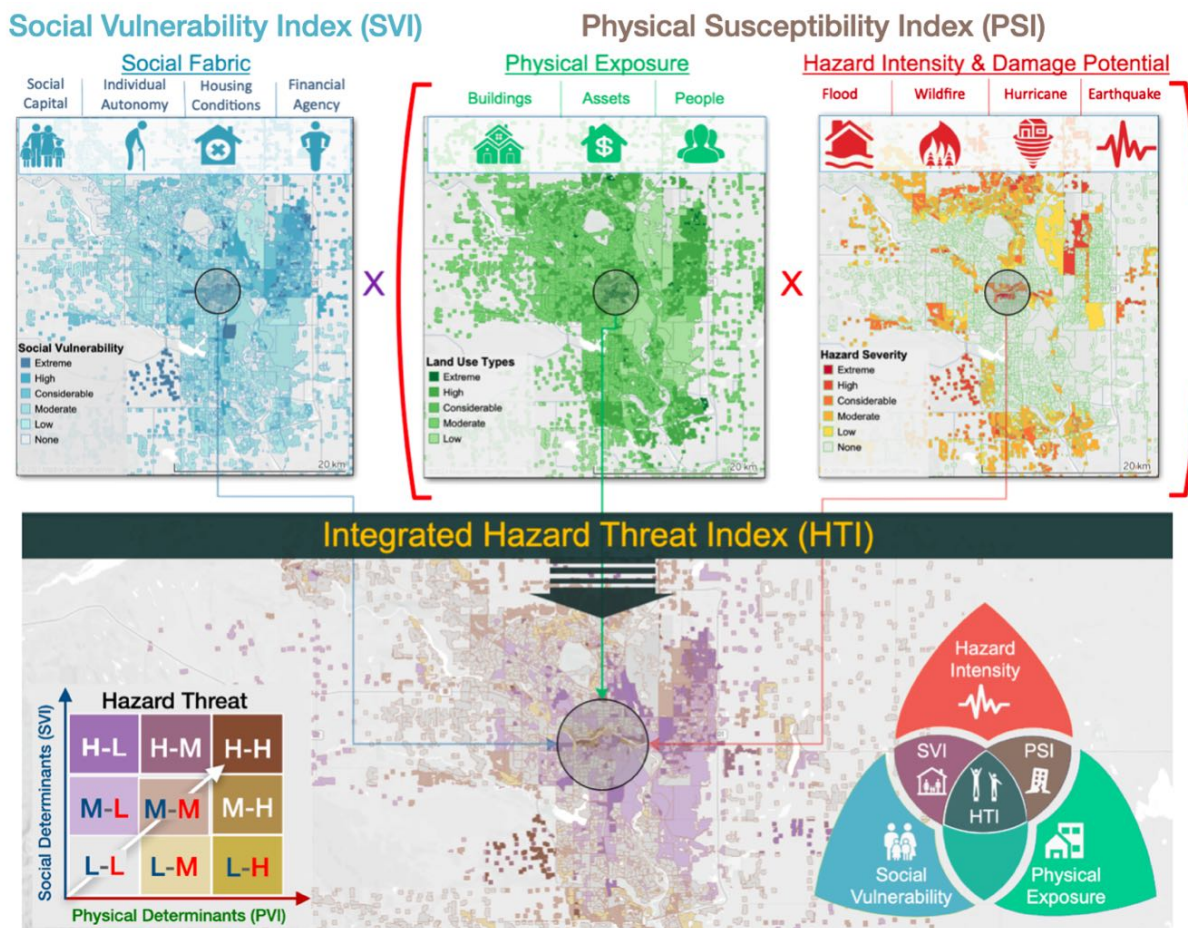 Social Vulnerability Index (SVI)
Physical Susceptibility Index (PSI)
Social Fabric
Social Capital
Individual Autonomy
Housing Conditions
Financial Agency
Physical Exposure
Buildings
Assets
People
Hazard Intensity & Damage Potential
Flood
Wildfire
Hurricane
Earthquake
X
X
Social Vulnerability
Extreme
High
Considerable
Moderate
Low
None
20 km
Land Use Types
Extreme
High
Considerable
Moderate
Low
20 km
Hazard Severity
Extreme
High
Considerable
Moderate
Low
None
20 km
Integrated Hazard Threat Index (HTI)
Hazard Threat
H-L
H-M
H-H
M-L
M-M
M-H
L-L
L-M
L-H
Social Determinants (SVI)
Physical Determinants (PVI)
Hazard
Intensity
SVI
PSI
HTI
Social
Vulnerability
Physical
Exposure